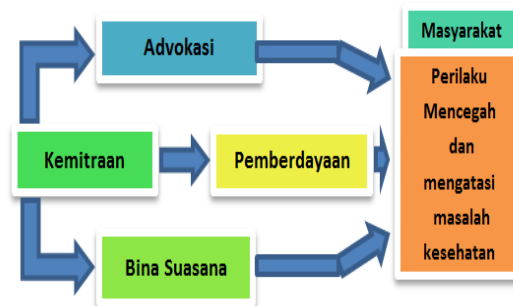 Advokasi
Masyarakat
Kemitraan
Pemberdayaan
Perilaku
Mencegah
dan
mengatasi
masalah
kesehatan
Bina Suasana